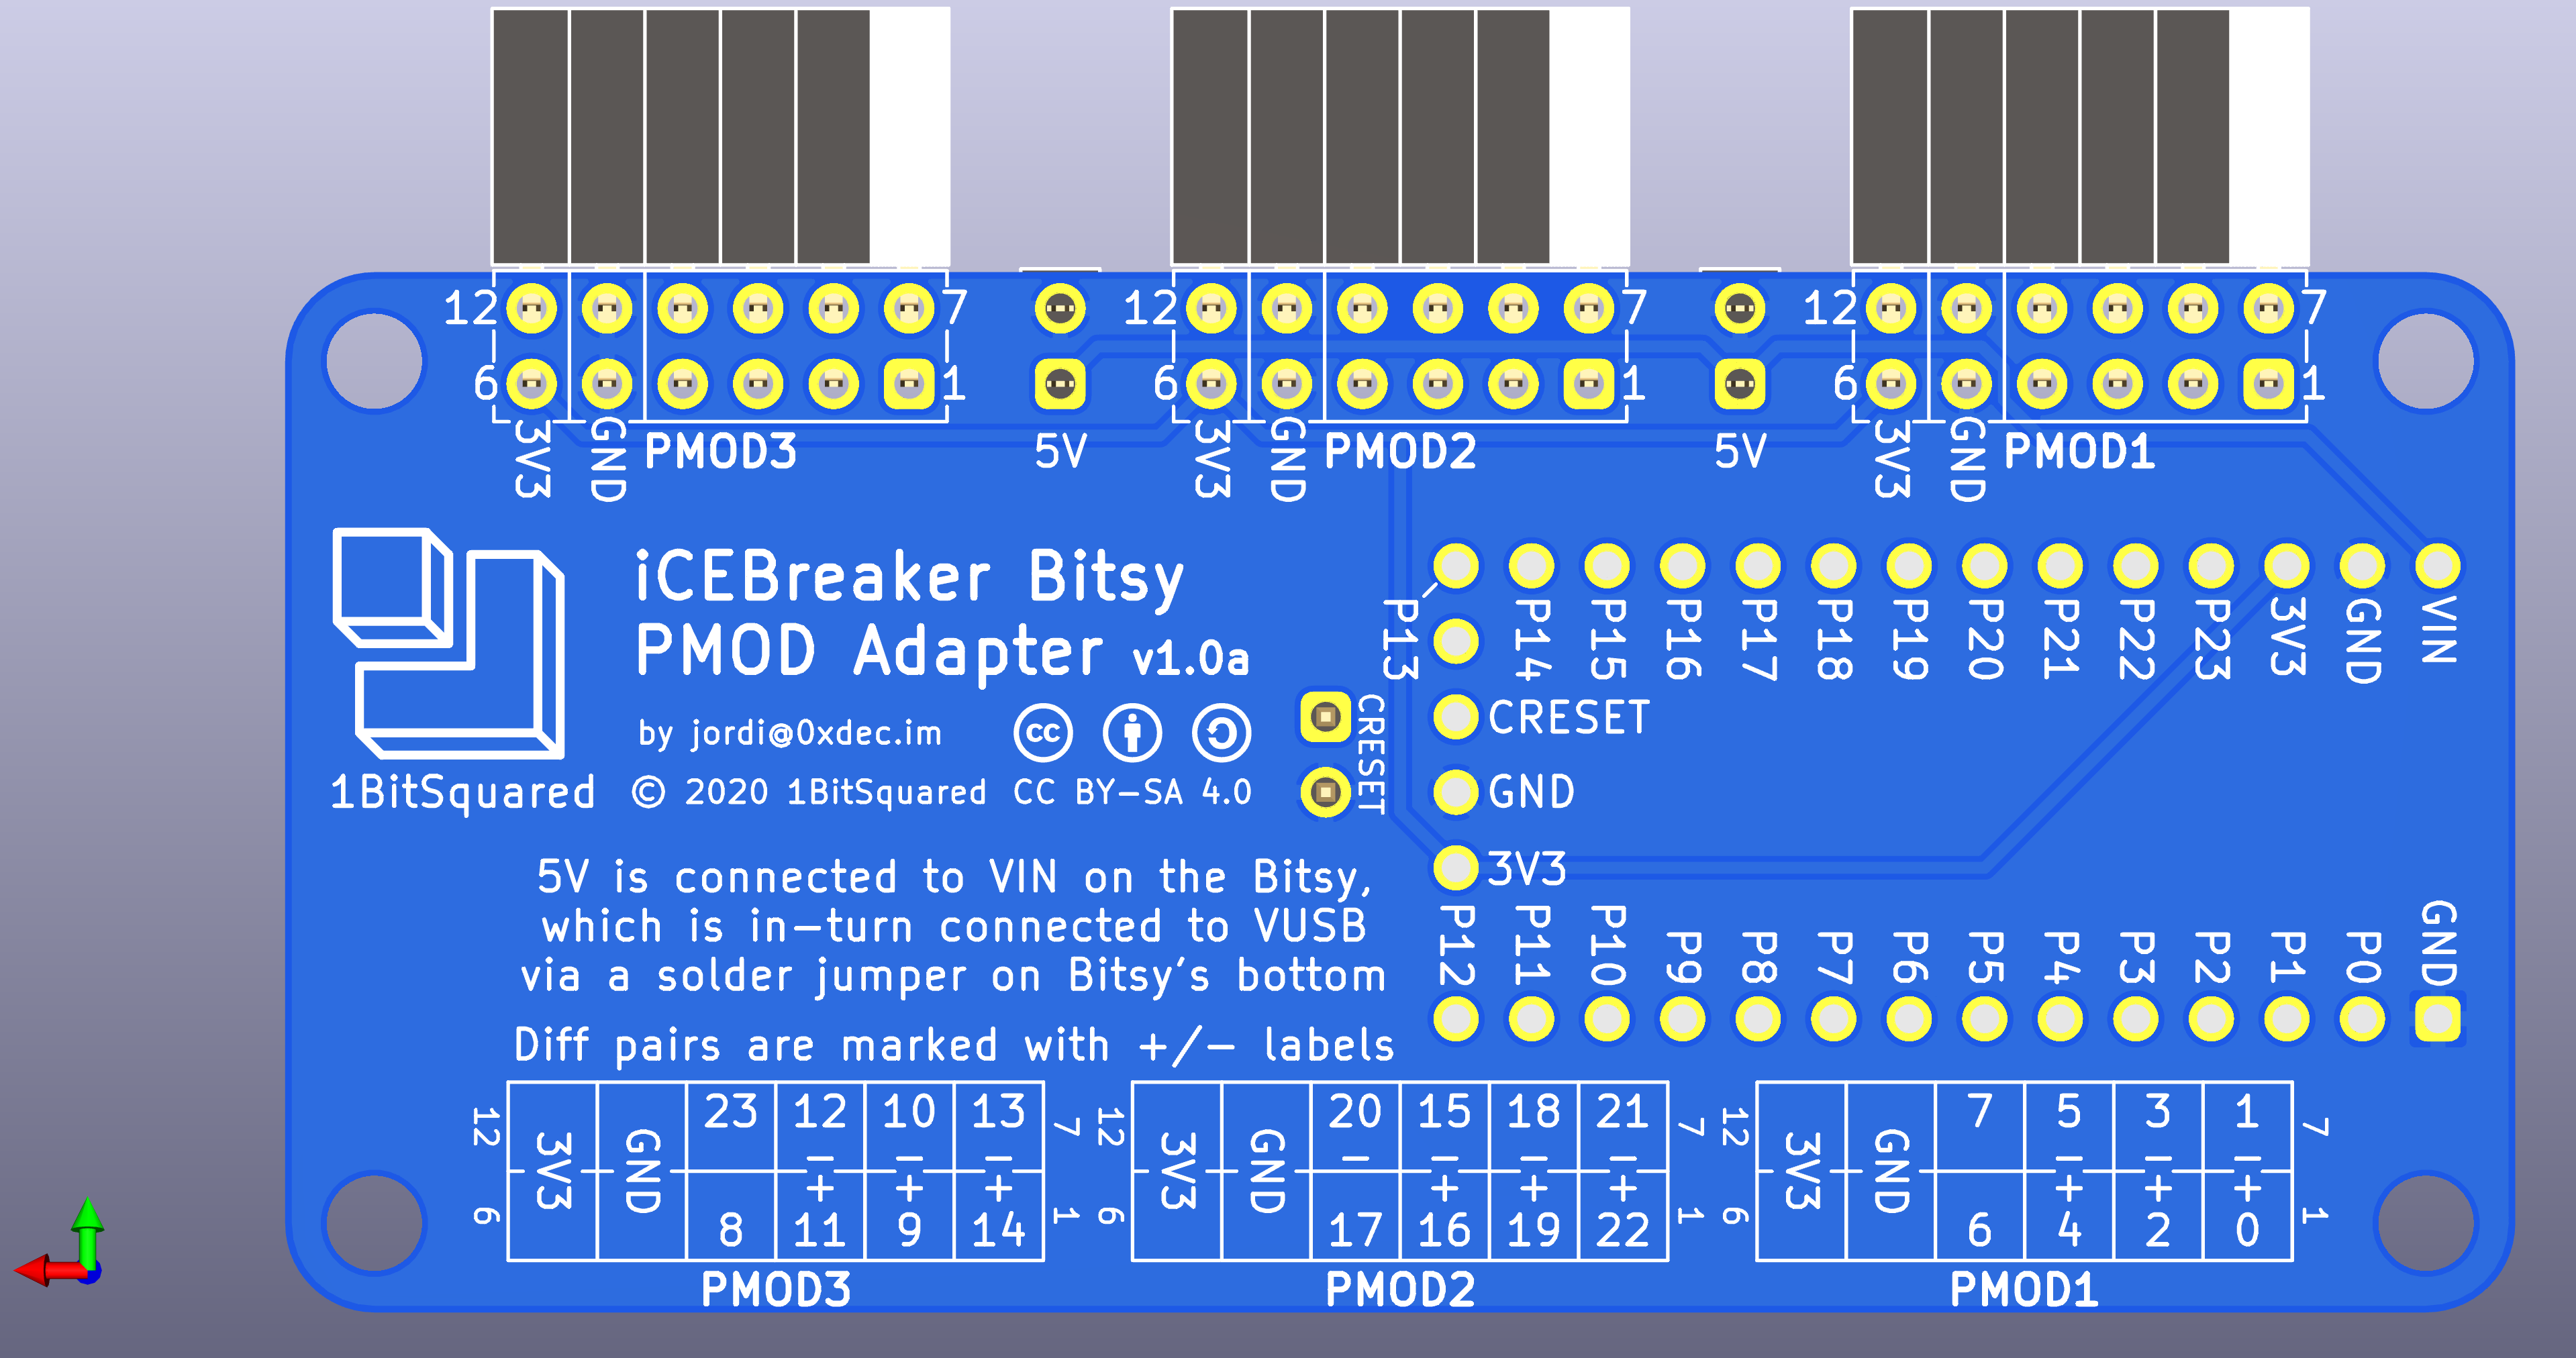 12 7 12 7 12 7
6 1 6 1 6 1
3V3 GND PMOD3 5V 3V3 GND PMOD2 5V 3V3 GND PMOD1
iCEBreaker Bitsy
PMOD Adapter v1.0a
by jordi@0xdec.im cc
1BitSquared © 2020 1BitSquared CC BY-SA 4.0
CRESET
P13 P14 P15 P16 P17 P18 P19 P20 P21 P22 P23 3V3 GND VIN
CRESET
GND
3V3
P12 P11 P10 P9 P8 P7 P6 P5 P4 P3 P2 P1 P0 GND
5V is connected to VIN on the Bitsy,
which is in-turn connected to VUSB
via a solder jumper on Bitsy's bottom
Diff pairs are marked with +/- labels
12 3V3 GND 23 12 10 13 7
- - -
+ + +
6 8 11 9 14 1
PMOD3
12 3V3 GND 20 15 18 21 7
- - - -
+ + +
6 17 16 19 22 1
PMOD2
12 3V3 GND 7 5 3 1 7
- - -
+ + +
6 6 4 2 0 1
PMOD1